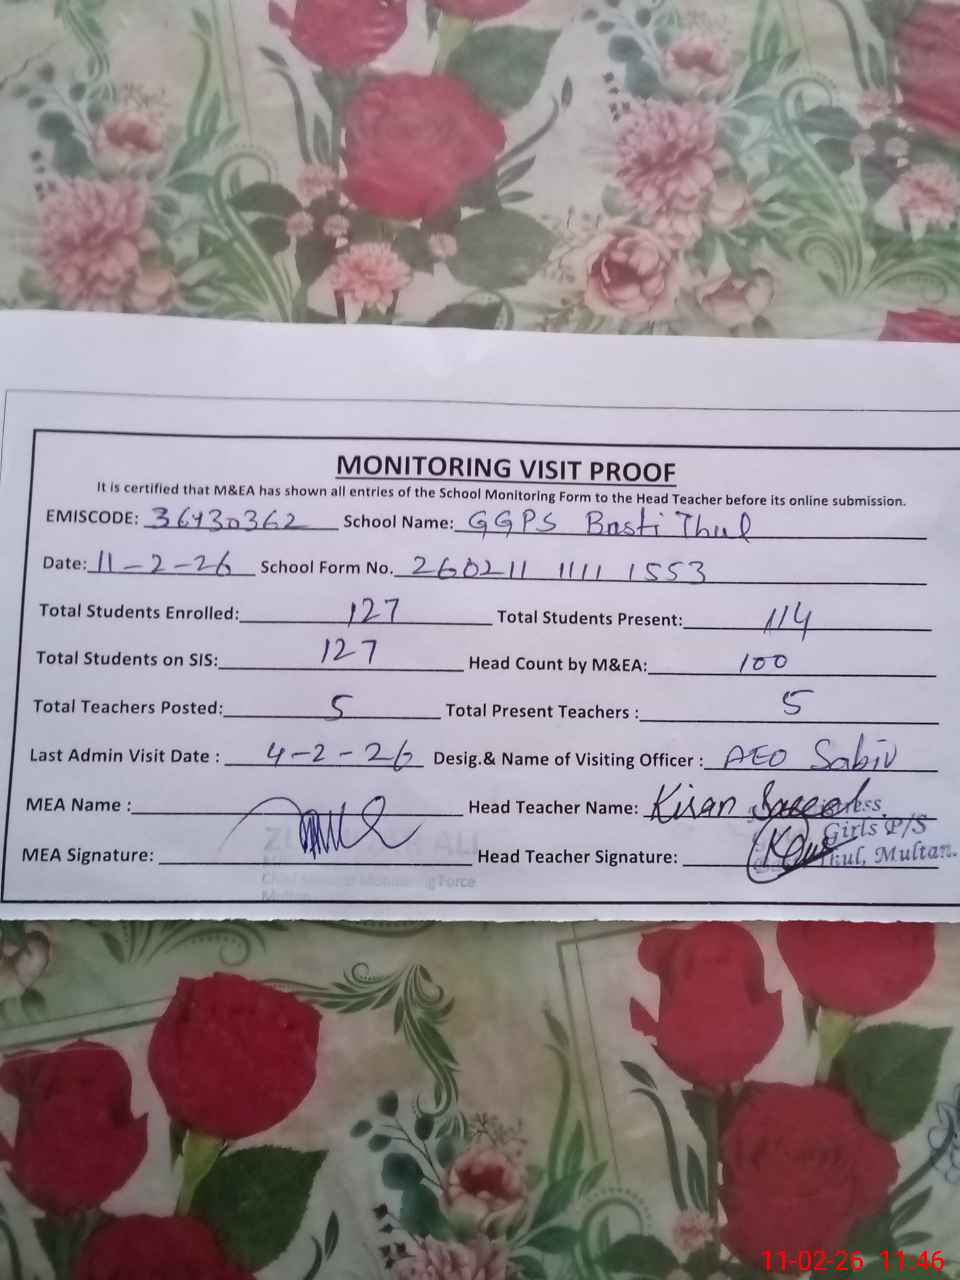 MONITORING VISIT PROOF
It is certified that M&EA has shown all entries of the School Monitoring Form to the Head Teacher before its online submission.
EMISCODE: 36430362 School Name: GGPS Basti Thul
Date: 11-2-26 School Form No. 260211 1111 1553
Total Students Enrolled: 127 Total Students Present: 114
Total Students on SIS: 127 Head Count by M&EA: 100
Total Teachers Posted: 5 Total Present Teachers : 5
Last Admin Visit Date : 4-2-26 Desig.& Name of Visiting Officer : AEO Sabir
MEA Name : Head Teacher Name: Kiran Saeed
Girls P/S
MEA Signature: Head Teacher Signature:
Thul, Multan.
Force
11-02-26 11:46